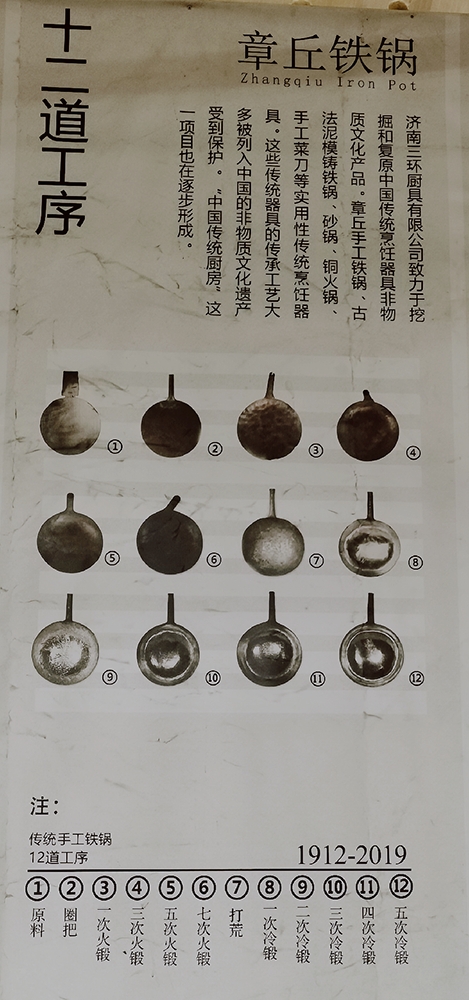 章丘铁锅
Zhangqiu Iron Pot
十二道工序
济南三环厨具有限公司致力于挖
掘和复原中国传统烹饪器具非物
质文化产品。章丘手工铁锅、古
法泥模铸铁锅、砂锅、铜火锅、
手工菜刀等实用性传统烹饪器
具。这些传统器具的传承工艺大
多被列入中国的非物质文化遗产
受到保护。“中国传统厨房”这
一项目也在逐步形成。
① ② ③ ④
⑤ ⑥ ⑦ ⑧
⑨ ⑩ ⑪ ⑫
注：
传统手工铁锅
12道工序
1912-2019
① ② ③ ④ ⑤ ⑥ ⑦ ⑧ ⑨ ⑩ ⑪ ⑫
原料
圈把
一次火锻
三次火锻
五次火锻
七次火锻
打荒
一次冷锻
二次冷锻
三次冷锻
四次冷锻
五次冷锻